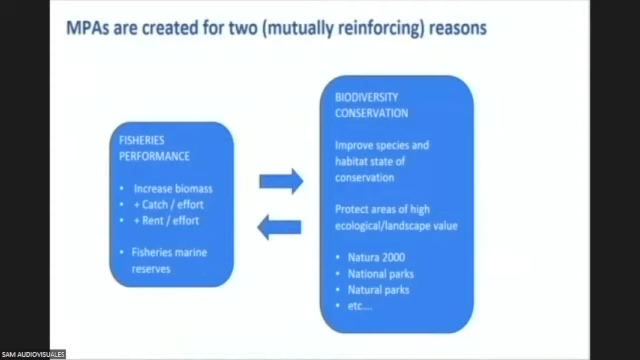 MPAs are created for two (mutually reinforcing) reasons
FISHERIES
PERFORMANCE
• Increase biomass
• + Catch / effort
• + Rent / effort
• Fisheries marine
reserves
BIODIVERSITY
CONSERVATION
Improve species and
habitat state of
conservation
Protect areas of high
ecological/landscape value
• Natura 2000
• National parks
• Natural parks
• etc....
SAM AUDIOVISUALES